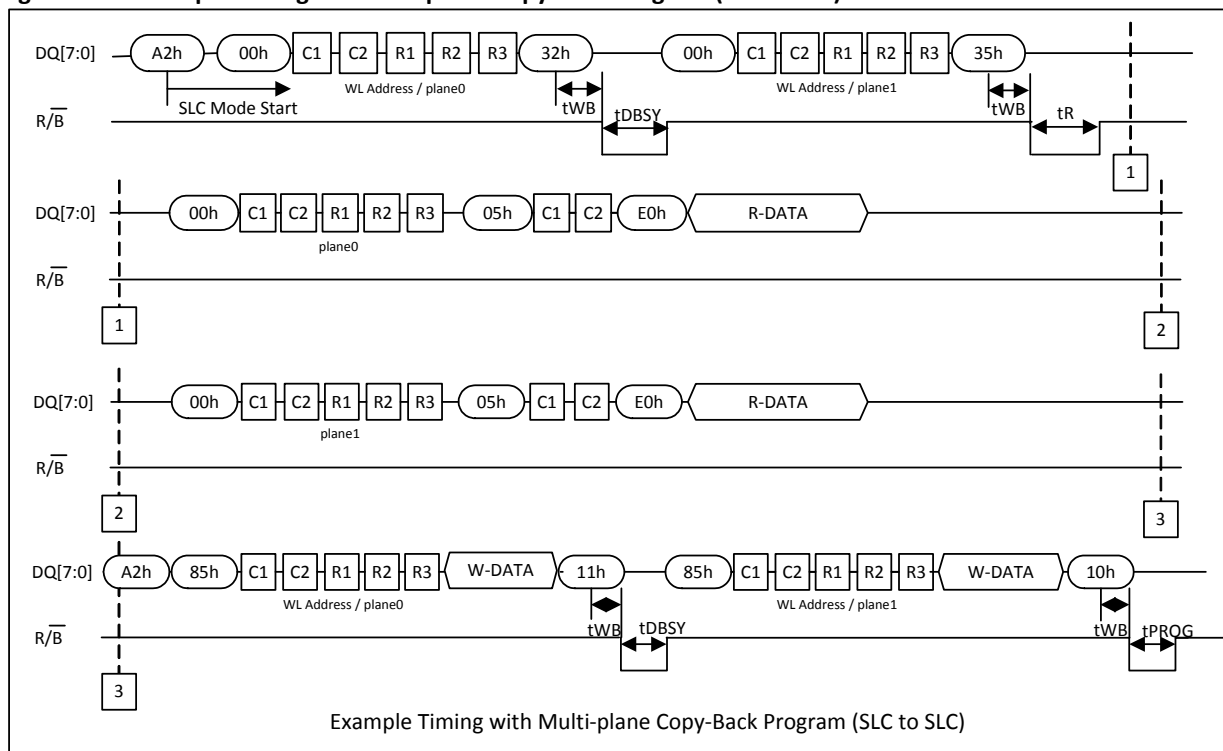 DQ[7:0] A2h 00h C1 C2 R1 R2 R3 32h 00h C1 C2 R1 R2 R3 35h
SLC Mode Start WL Address / plane0 tWB tDBSY WL Address / plane1 tWB tR
R/B
1
DQ[7:0] 00h C1 C2 R1 R2 R3 05h C1 C2 E0h R-DATA
plane0
R/B
1 2
DQ[7:0] 00h C1 C2 R1 R2 R3 05h C1 C2 E0h R-DATA
plane1
R/B
2 3
DQ[7:0] A2h 85h C1 C2 R1 R2 R3 W-DATA 11h 85h C1 C2 R1 R2 R3 W-DATA 10h
WL Address / plane0 tWB tDBSY WL Address / plane1 tWB tPROG
R/B
3
Example Timing with Multi-plane Copy-Back Program (SLC to SLC)